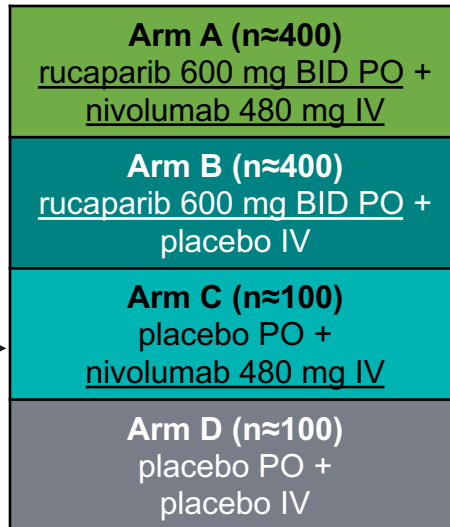 Arm A (n≈400)
rucaparib 600 mg BID PO +
nivolumab 480 mg IV
Arm B (n≈400)
rucaparib 600 mg BID PO +
placebo IV
Arm C (n≈100)
placebo PO +
nivolumab 480 mg IV
Arm D (n≈100)
placebo PO +
placebo IV